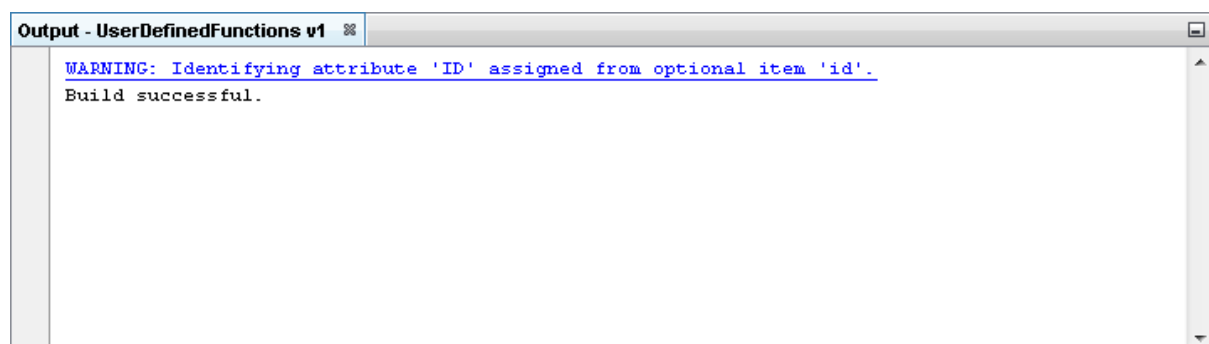 Output - UserDefinedFunctions v1
WARNING: Identifying attribute 'ID' assigned from optional item 'id'.
Build successful.